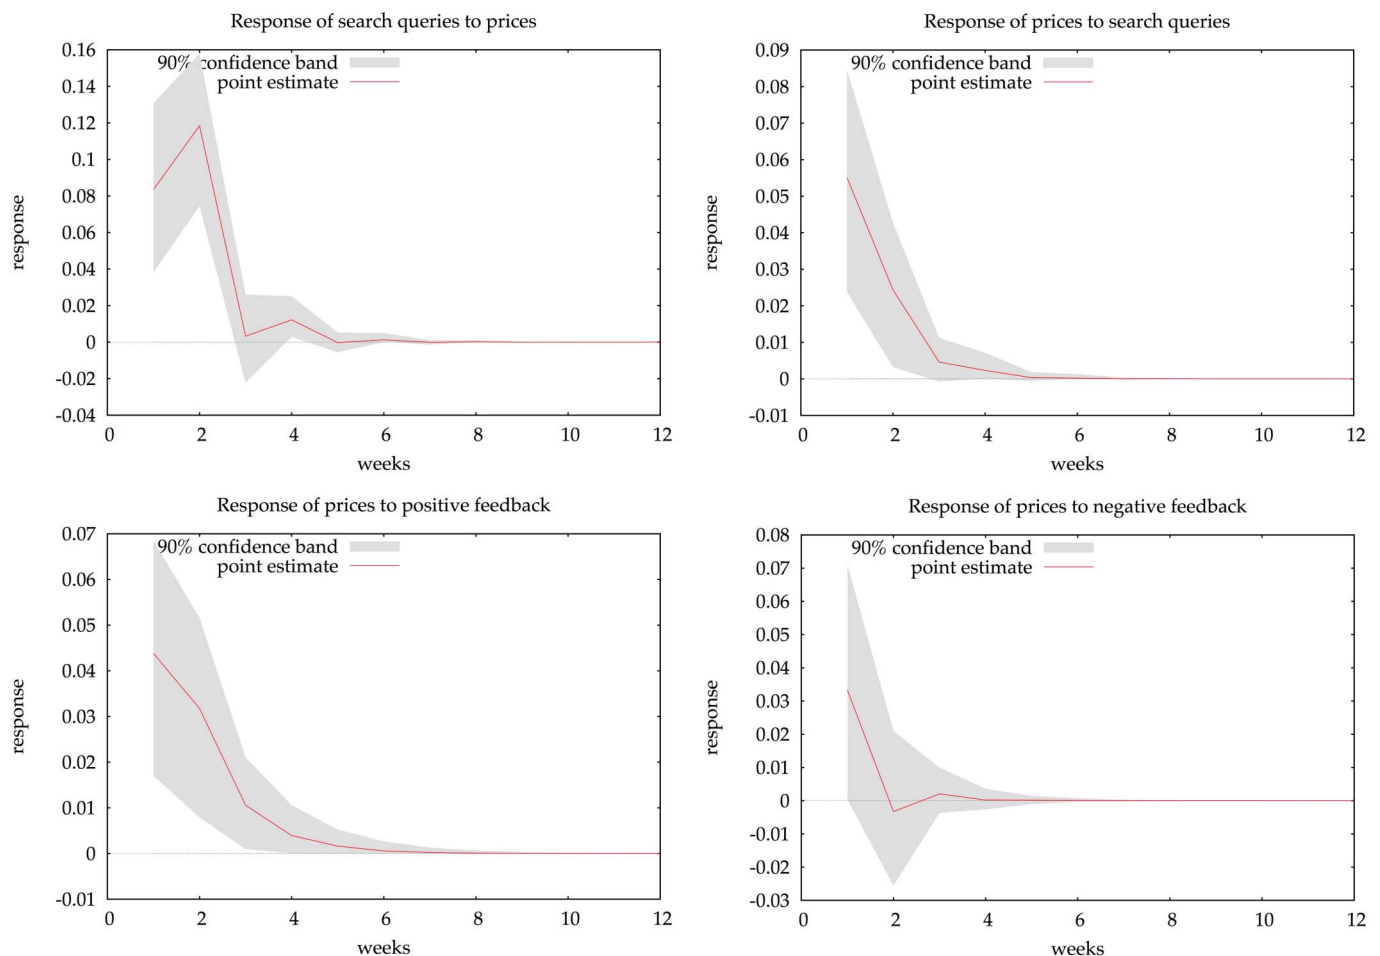 Response of search queries to prices
0.16
0.14
0.12
0.1
0.08
0.06
0.04
0.02
0
-0.02
-0.04
response
90% confidence band
point estimate
0 2 4 6 8 10 12
weeks
Response of prices to search queries
0.09
0.08
0.07
0.06
0.05
0.04
0.03
0.02
0.01
0
-0.01
response
90% confidence band
point estimate
0 2 4 6 8 10 12
weeks
Response of prices to positive feedback
0.07
0.06
0.05
0.04
0.03
0.02
0.01
0
-0.01
response
90% confidence band
point estimate
0 2 4 6 8 10 12
weeks
Response of prices to negative feedback
0.08
0.07
0.06
0.05
0.04
0.03
0.02
0.01
0
-0.01
-0.02
-0.03
response
90% confidence band
point estimate
0 2 4 6 8 10 12
weeks